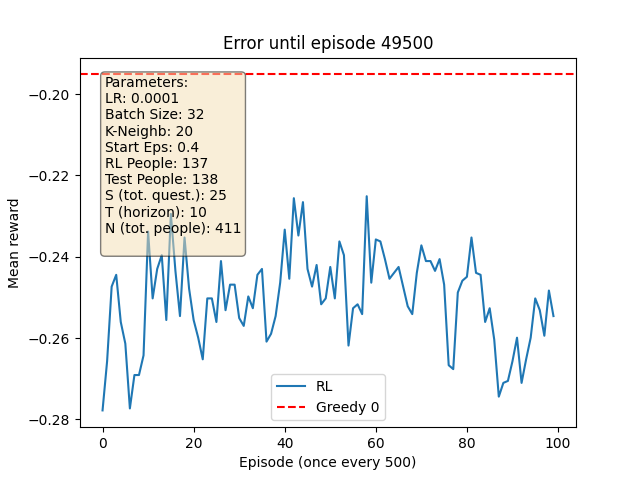 Error until episode 49500
Parameters:
LR: 0.0001
Batch Size: 32
K-Neighb: 20
Start Eps: 0.4
RL People: 137
Test People: 138
S (tot. quest.): 25
T (horizon): 10
N (tot. people): 411
Mean reward
−0.20
−0.22
−0.24
−0.26
−0.28
RL
Greedy 0
0 20 40 60 80 100
Episode (once every 500)